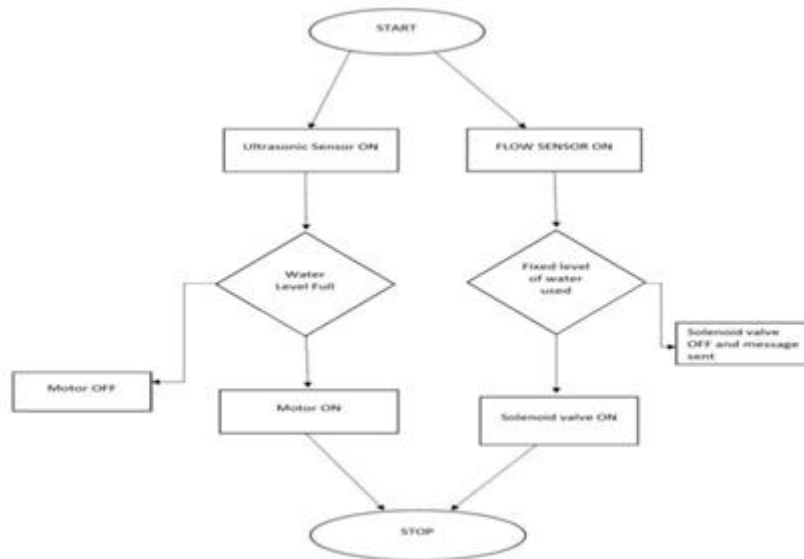 START
Ultrasonic Sensor ON
FLOW SENSOR ON
Water
Level Full
Fixed level
of water
used
Solenoid valve
OFF and message
sent
Motor OFF
Motor ON
Solenoid valve ON
STOP